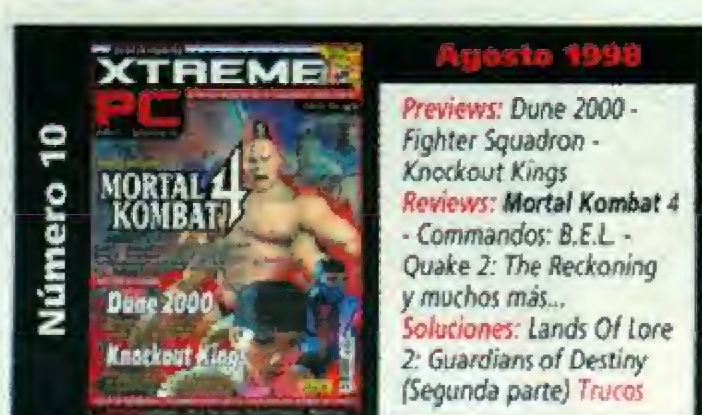 Número 10
XTREME
PC
MORTAL
KOMBAT 4
Dune 2000
Knockout Kings
Agosto 1998
Previews: Dune 2000 -
Fighter Squadron -
Knockout Kings
Reviews: Mortal Kombat 4
- Commandos: B.E.L. -
Quake 2: The Reckoning
y muchos más...
Soluciones: Lands Of Lore
2: Guardians of Destiny
(Segunda parte) Trucos